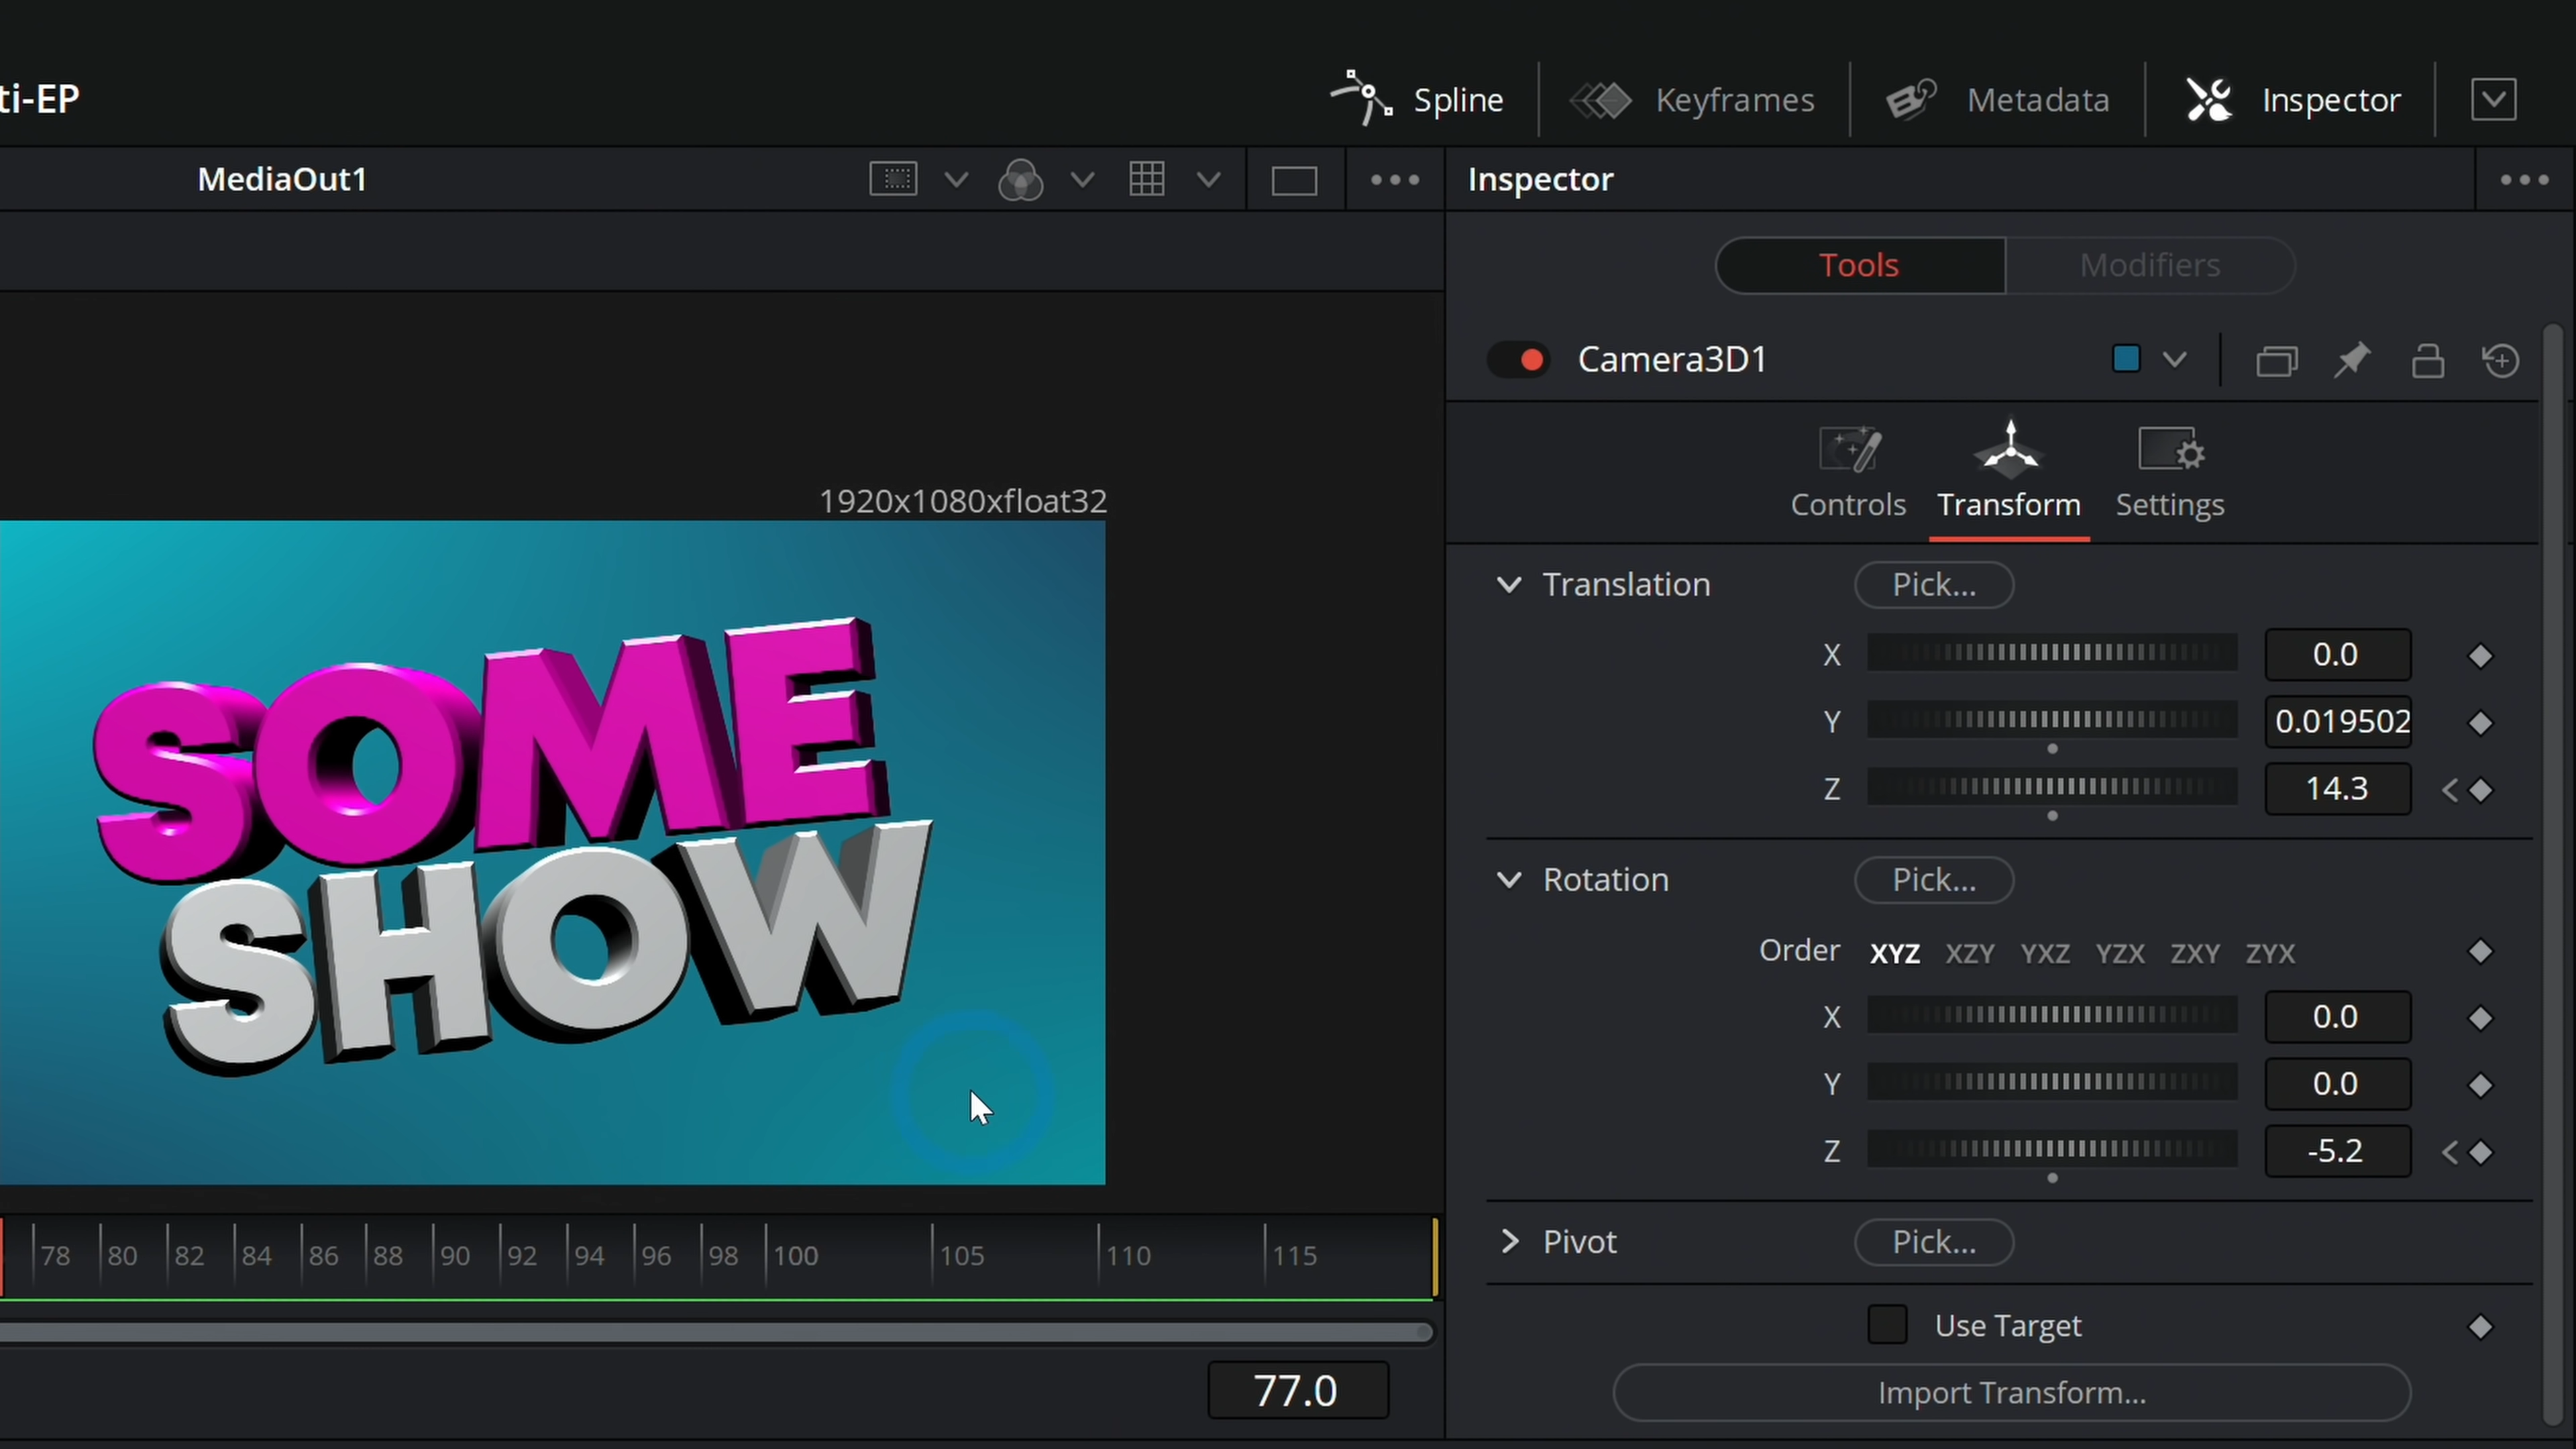 ti-EP
Spline
Keyframes
Metadata
Inspector
MediaOut1
Inspector
Tools
Modifiers
Camera3D1
Controls
Transform
Settings
1920x1080xfloat32
SOME
SHOW
Translation
Pick...
X
0.0
Y
0.019502
Z
14.3
Rotation
Pick...
Order XYZ XZY YXZ YZX ZXY ZYX
X
0.0
Y
0.0
Z
-5.2
Pivot
Pick...
Use Target
Import Transform...
78 80 82 84 86 88 90 92 94 96 98 100 105 110 115
77.0